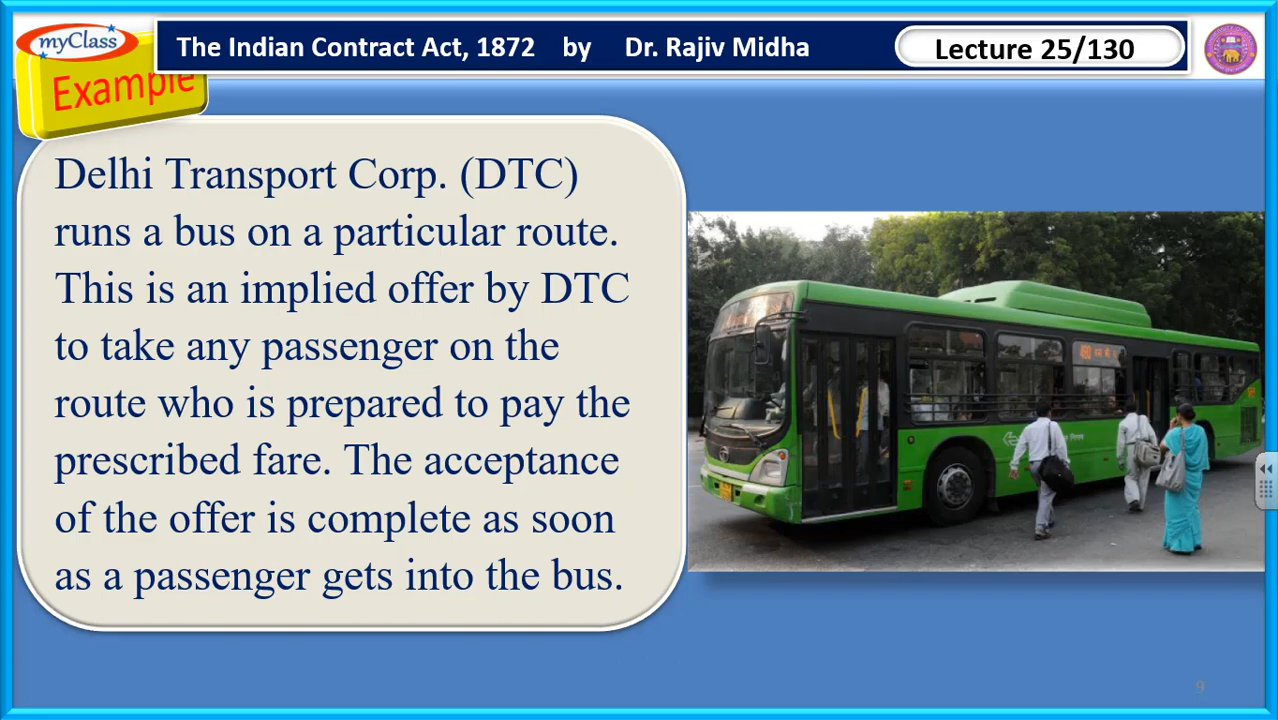 myClass
The Indian Contract Act, 1872 by Dr. Rajiv Midha
Lecture 25/130
Example
Delhi Transport Corp. (DTC)
runs a bus on a particular route.
This is an implied offer by DTC
to take any passenger on the
route who is prepared to pay the
prescribed fare. The acceptance
of the offer is complete as soon
as a passenger gets into the bus.
9